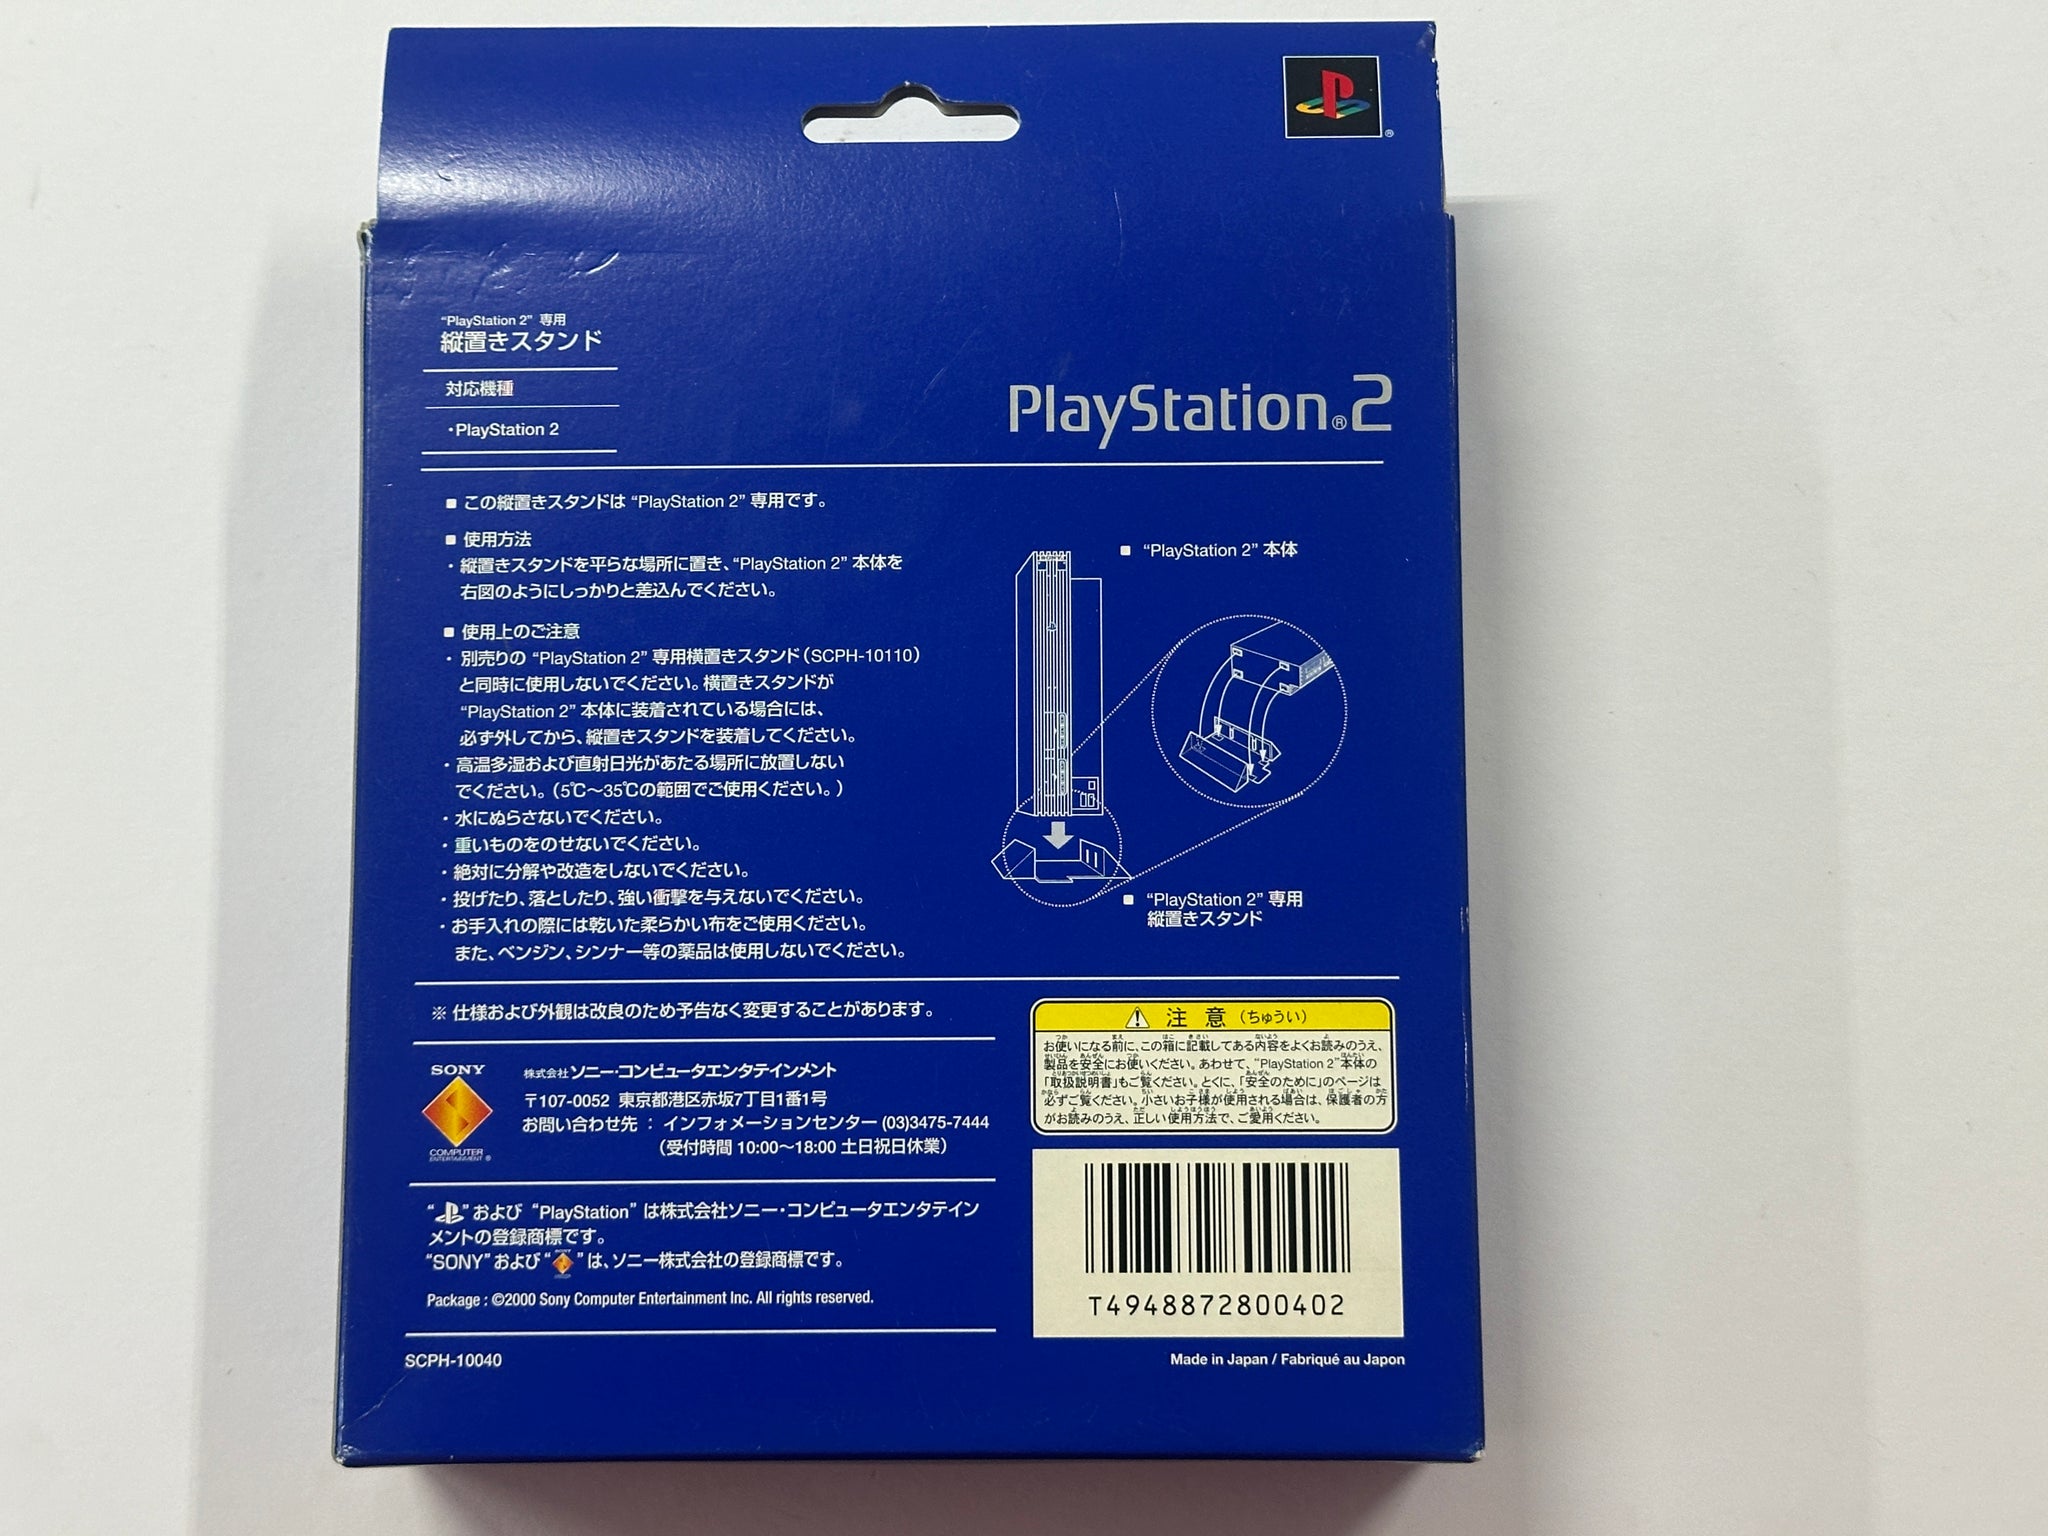 “PlayStation 2” 専用
縦置きスタンド
対応機種
・PlayStation 2
PlayStation®2
■ この縦置きスタンドは “PlayStation 2” 専用です。
■ 使用方法
・縦置きスタンドを平らな場所に置き、“PlayStation 2” 本体を
右図のようにしっかりと差込んでください。
■ 使用上のご注意
・別売りの “PlayStation 2” 専用横置きスタンド（SCPH-10110）
と同時に使用しないでください。横置きスタンドが
“PlayStation 2” 本体に装着されている場合には、
必ず外してから、縦置きスタンドを装着してください。
・高温多湿および直射日光があたる場所に放置しない
でください。（5℃〜35℃の範囲でご使用ください。）
・水にぬらさないでください。
・重いものをのせないでください。
・絶対に分解や改造をしないでください。
・投げたり、落としたり、強い衝撃を与えないでください。
・お手入れの際には乾いた柔らかい布をご使用ください。
また、ベンジン、シンナー等の薬品は使用しないでください。
■ “PlayStation 2” 本体
■ “PlayStation 2” 専用
縦置きスタンド
※ 仕様および外観は改良のため予告なく変更することがあります。
SONY
COMPUTER
ENTERTAINMENT ®
株式会社 ソニー・コンピュータエンタテインメント
〒107-0052 東京都港区赤坂7丁目1番1号
お問い合わせ先 ： インフォメーションセンター (03)3475-7444
（受付時間 10:00〜18:00 土日祝日休業）
“ ” および “PlayStation” は株式会社ソニー・コンピュータエンタテイン
メントの登録商標です。
“SONY” および “ ” は、ソニー株式会社の登録商標です。
Package : ©2000 Sony Computer Entertainment Inc. All rights reserved.
SCPH-10040
注 意 （ちゅうい）
お使いになる前に、この箱に記載してある内容をよくお読みのうえ、
製品を安全にお使いください。あわせて、“PlayStation 2”本体の
「取扱説明書」もご覧ください。とくに、「安全のために」のページは
必ずご覧ください。小さいお子様が使用される場合は、保護者の方
がお読みのうえ、正しい使用方法で、ご愛用ください。
T4948872800402
Made in Japan / Fabriqué au Japon